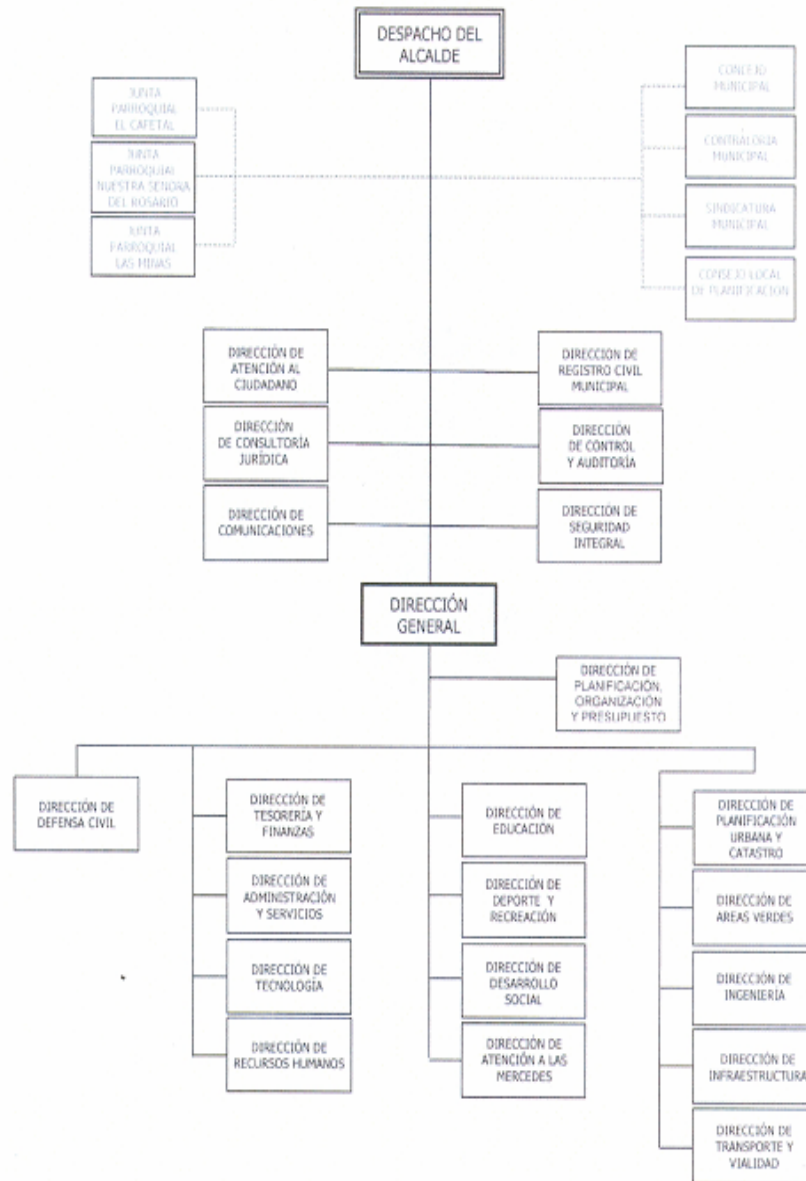 DESPACHO DEL
ALCALDE
JUNTA
PARROQUIAL
EL CAFETAL
JUNTA
PARROQUIAL
NUESTRA SEÑORA
DEL ROSARIO
JUNTA
PARROQUIAL
LAS MINAS
CONCEJO
MUNICIPAL
CONTRALORIA
MUNICIPAL
SINDICATURA
MUNICIPAL
CONSEJO LOCAL
DE PLANIFICACION
DIRECCIÓN DE
ATENCIÓN AL
CIUDADANO
DIRECCION DE
REGISTRO CIVIL
MUNICIPAL
DIRECCIÓN
DE CONSULTORÍA
JURÍDICA
DIRECCIÓN
DE CONTROL
Y AUDITORÍA
DIRECCIÓN DE
COMUNICACIONES
DIRECCIÓN DE
SEGURIDAD
INTEGRAL
DIRECCIÓN
GENERAL
DIRECCIÓN DE
PLANIFICACIÓN,
ORGANIZACIÓN
Y PRESUPUESTO
DIRECCIÓN DE
DEFENSA CIVIL
DIRECCIÓN DE
TESORERÍA Y
FINANZAS
DIRECCIÓN DE
ADMINISTRACIÓN
Y SERVICIOS
DIRECCIÓN DE
TECNOLOGÍA
DIRECCIÓN DE
RECURSOS HUMANOS
DIRECCIÓN DE
EDUCACIÓN
DIRECCIÓN DE
DEPORTE Y
RECREACIÓN
DIRECCIÓN DE
DESARROLLO
SOCIAL
DIRECCIÓN DE
ATENCIÓN A LAS
MERCEDES
DIRECCIÓN DE
PLANIFICACIÓN
URBANA Y
CATASTRO
DIRECCIÓN DE
AREAS VERDES
DIRECCIÓN DE
INGENIERÍA
DIRECCIÓN DE
INFRAESTRUCTURA
DIRECCIÓN DE
TRANSPORTE Y
VIALIDAD